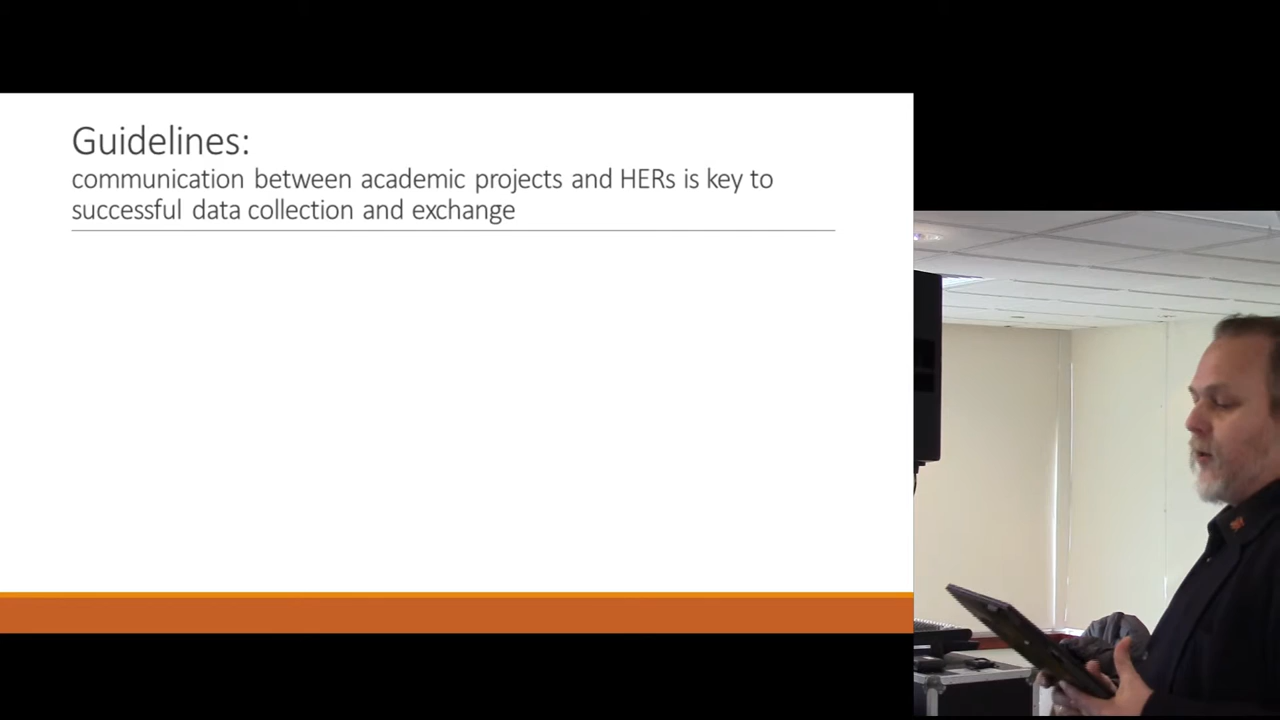 Guidelines:
communication between academic projects and HERs is key to
successful data collection and exchange